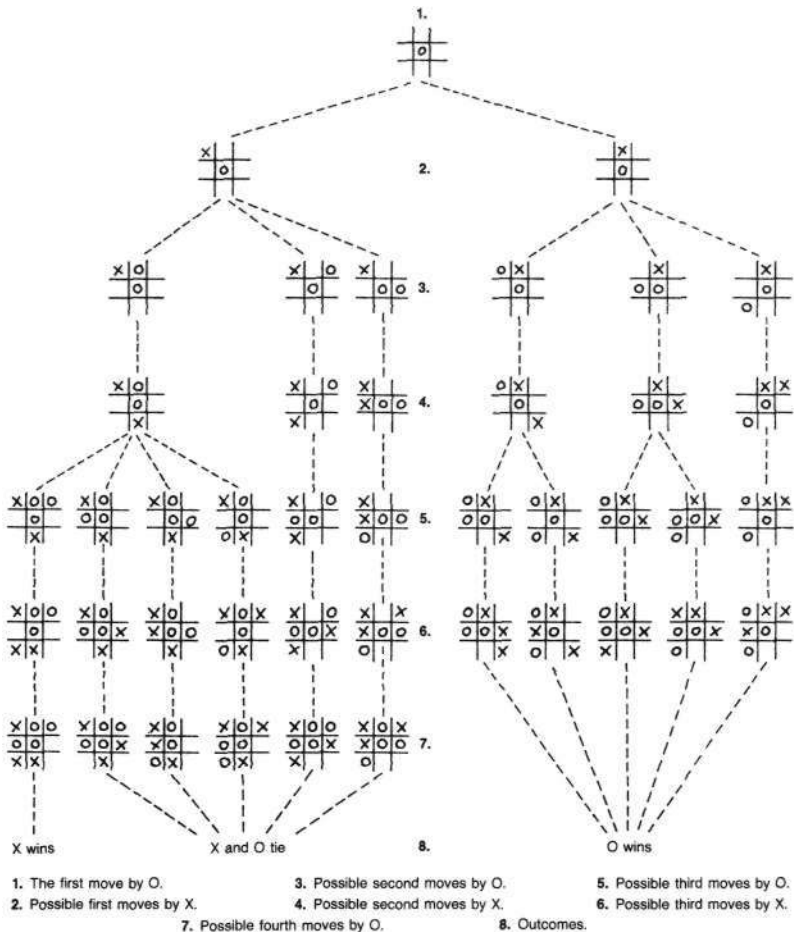 1.
2.
3.
4.
5.
6.
7.
X wins X and O tie 8. O wins
1. The first move by O. 3. Possible second moves by O. 5. Possible third moves by O.
2. Possible first moves by X. 4. Possible second moves by X. 6. Possible third moves by X.
7. Possible fourth moves by O. 8. Outcomes.